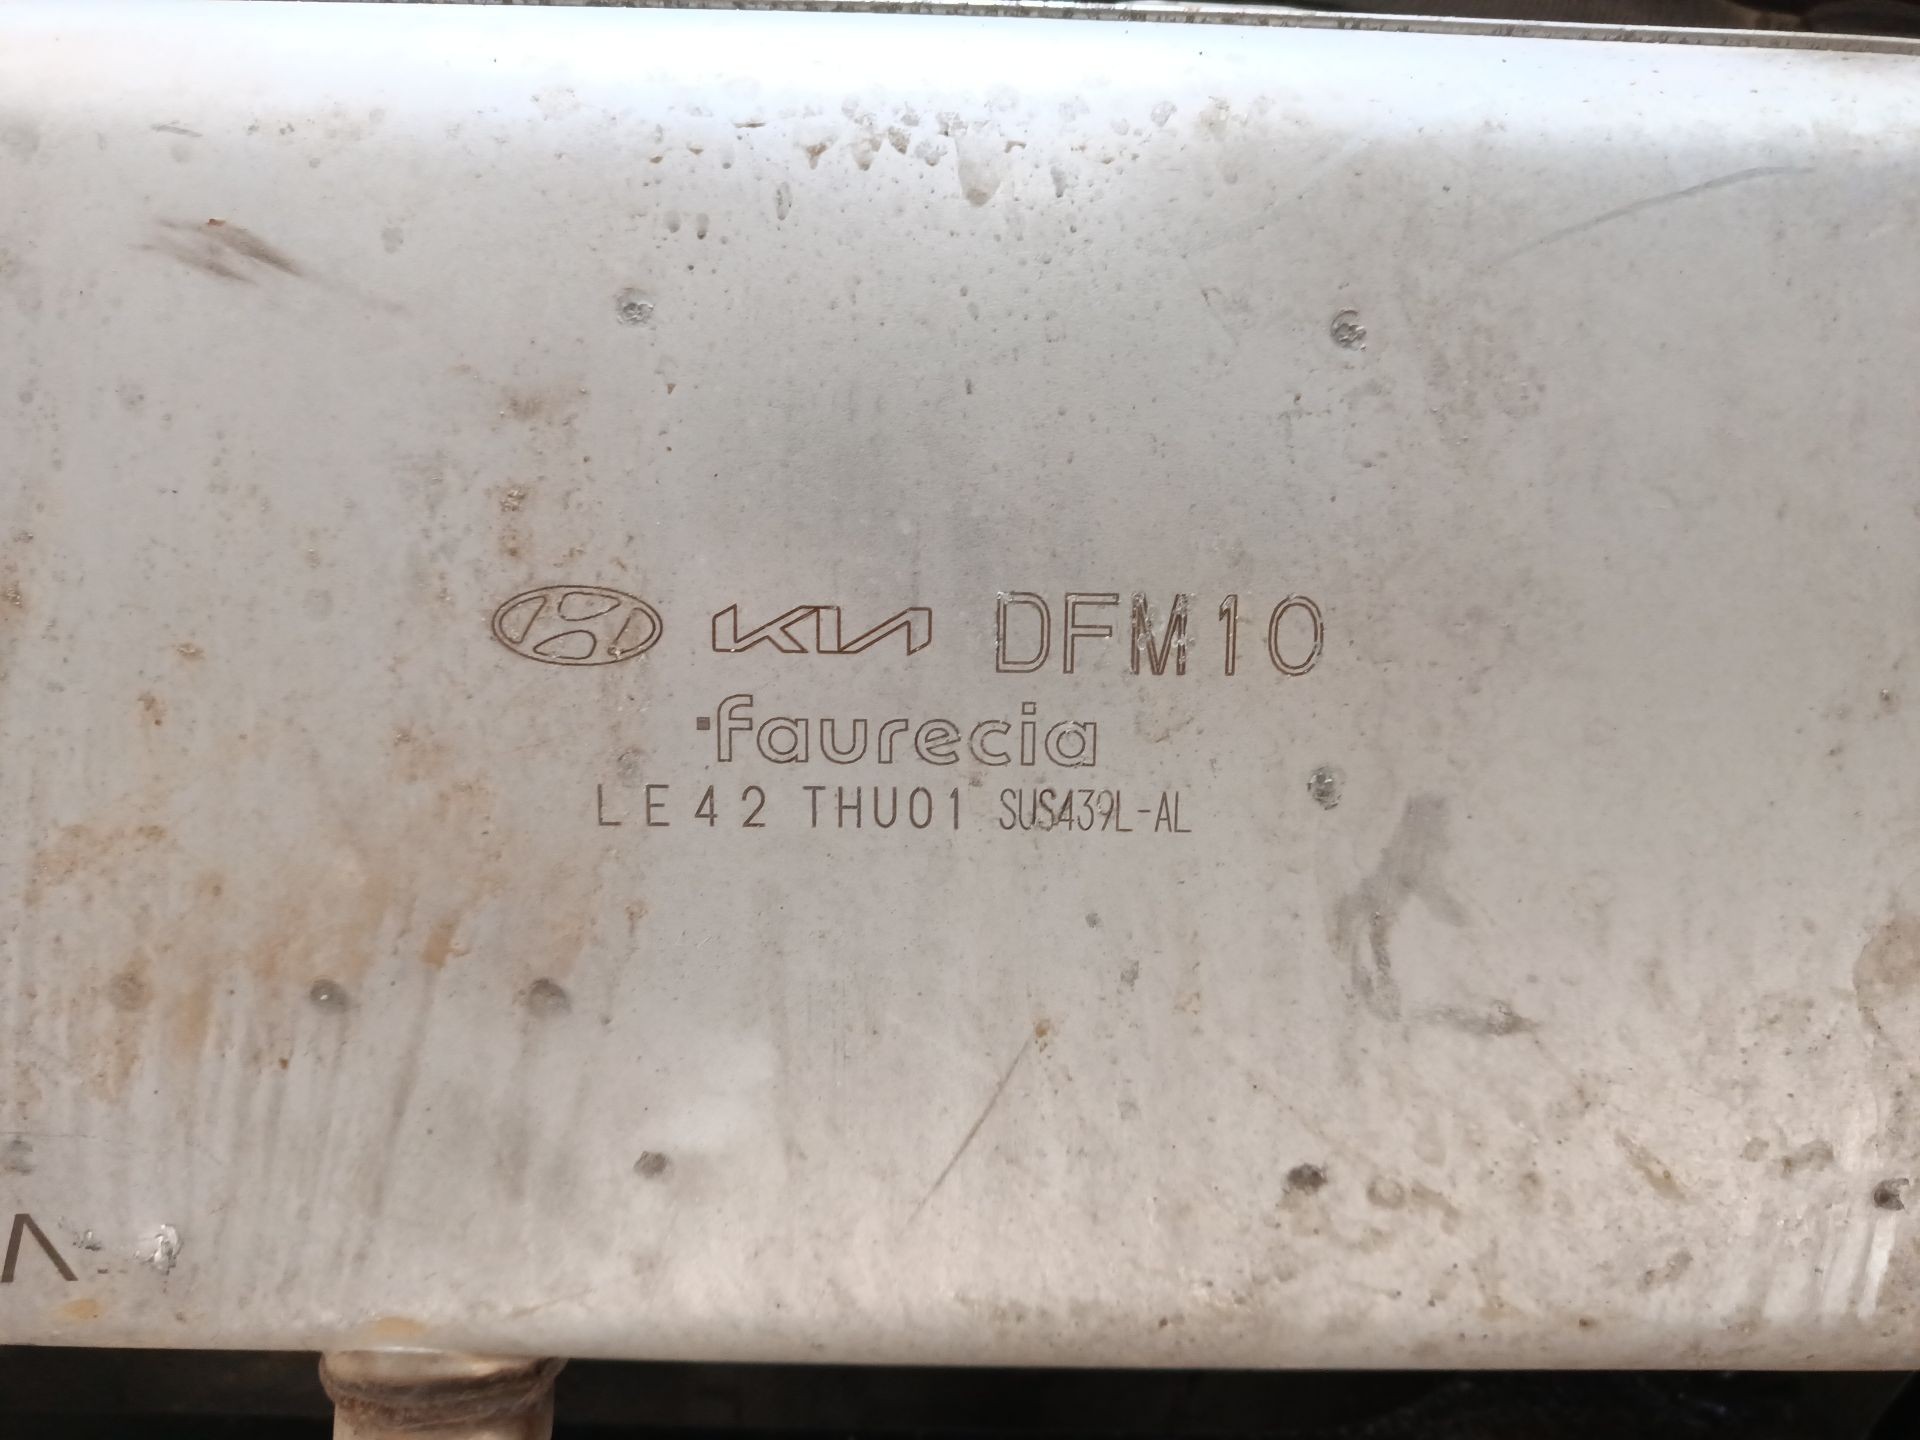 KIA DFM10
faurecia
LE42 THU01 SUS439L-AL